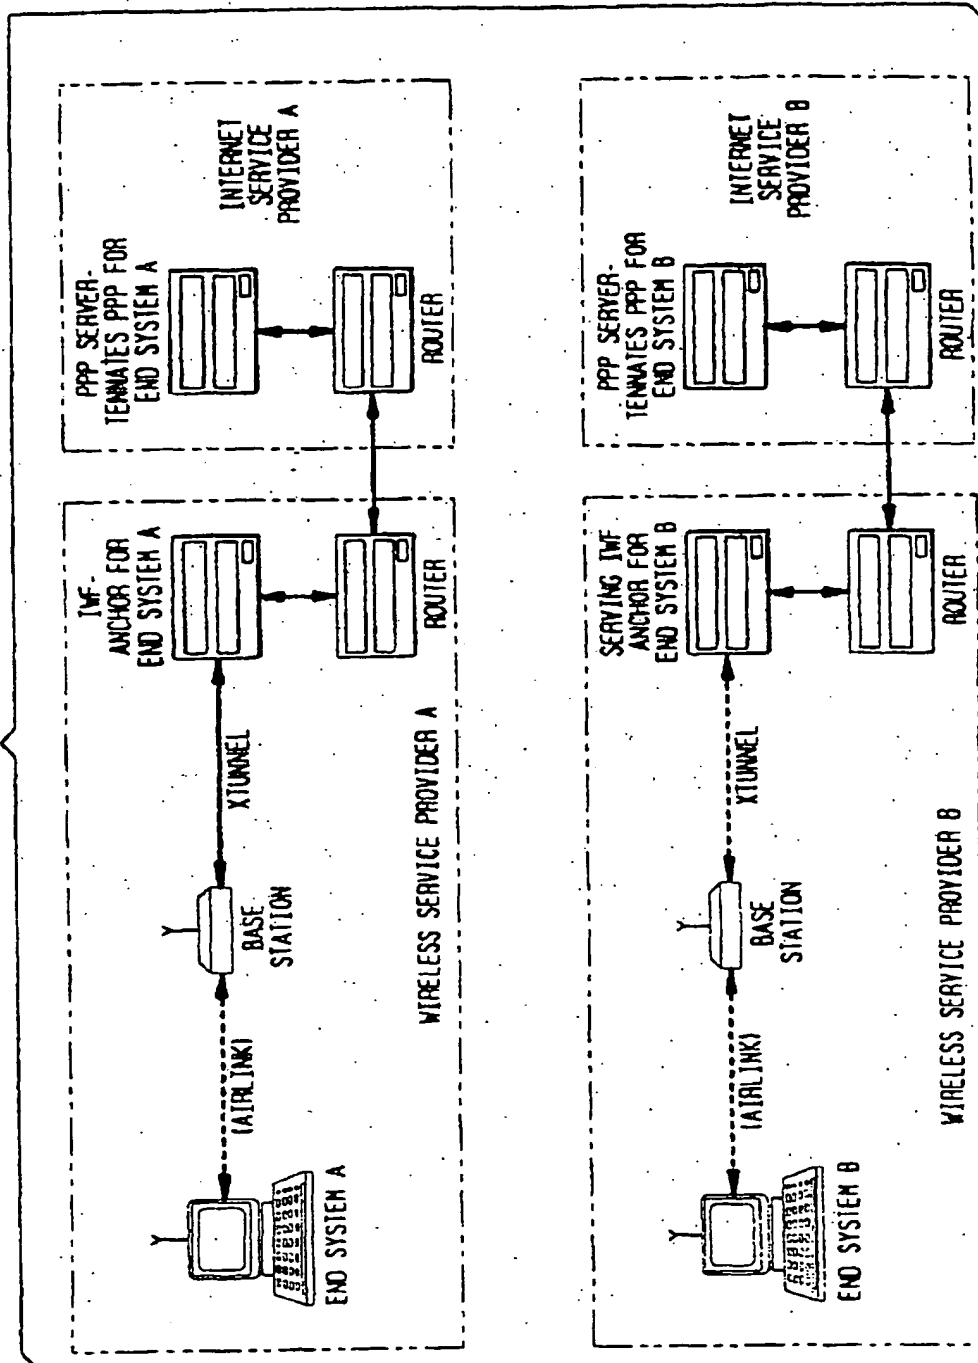 PPP SERVER-
TENNATES PPP FOR
END SYSTEM A
INTERNET
SERVICE
PROVIDER A
ROUTER
IWF-
ANCHOR FOR
END SYSTEM A
ROUTER
XTUNNEL
BASE
STATION
(AIRLINK)
END SYSTEM A
WIRELESS SERVICE PROVIDER A
PPP SERVER-
TENNATES PPP FOR
END SYSTEM B
INTERNET
SERVICE
PROVIDER B
ROUTER
SERVING IWF
ANCHOR FOR
END SYSTEM B
ROUTER
XTUNNEL
BASE
STATION
(AIRLINK)
END SYSTEM B
WIRELESS SERVICE PROVIDER B